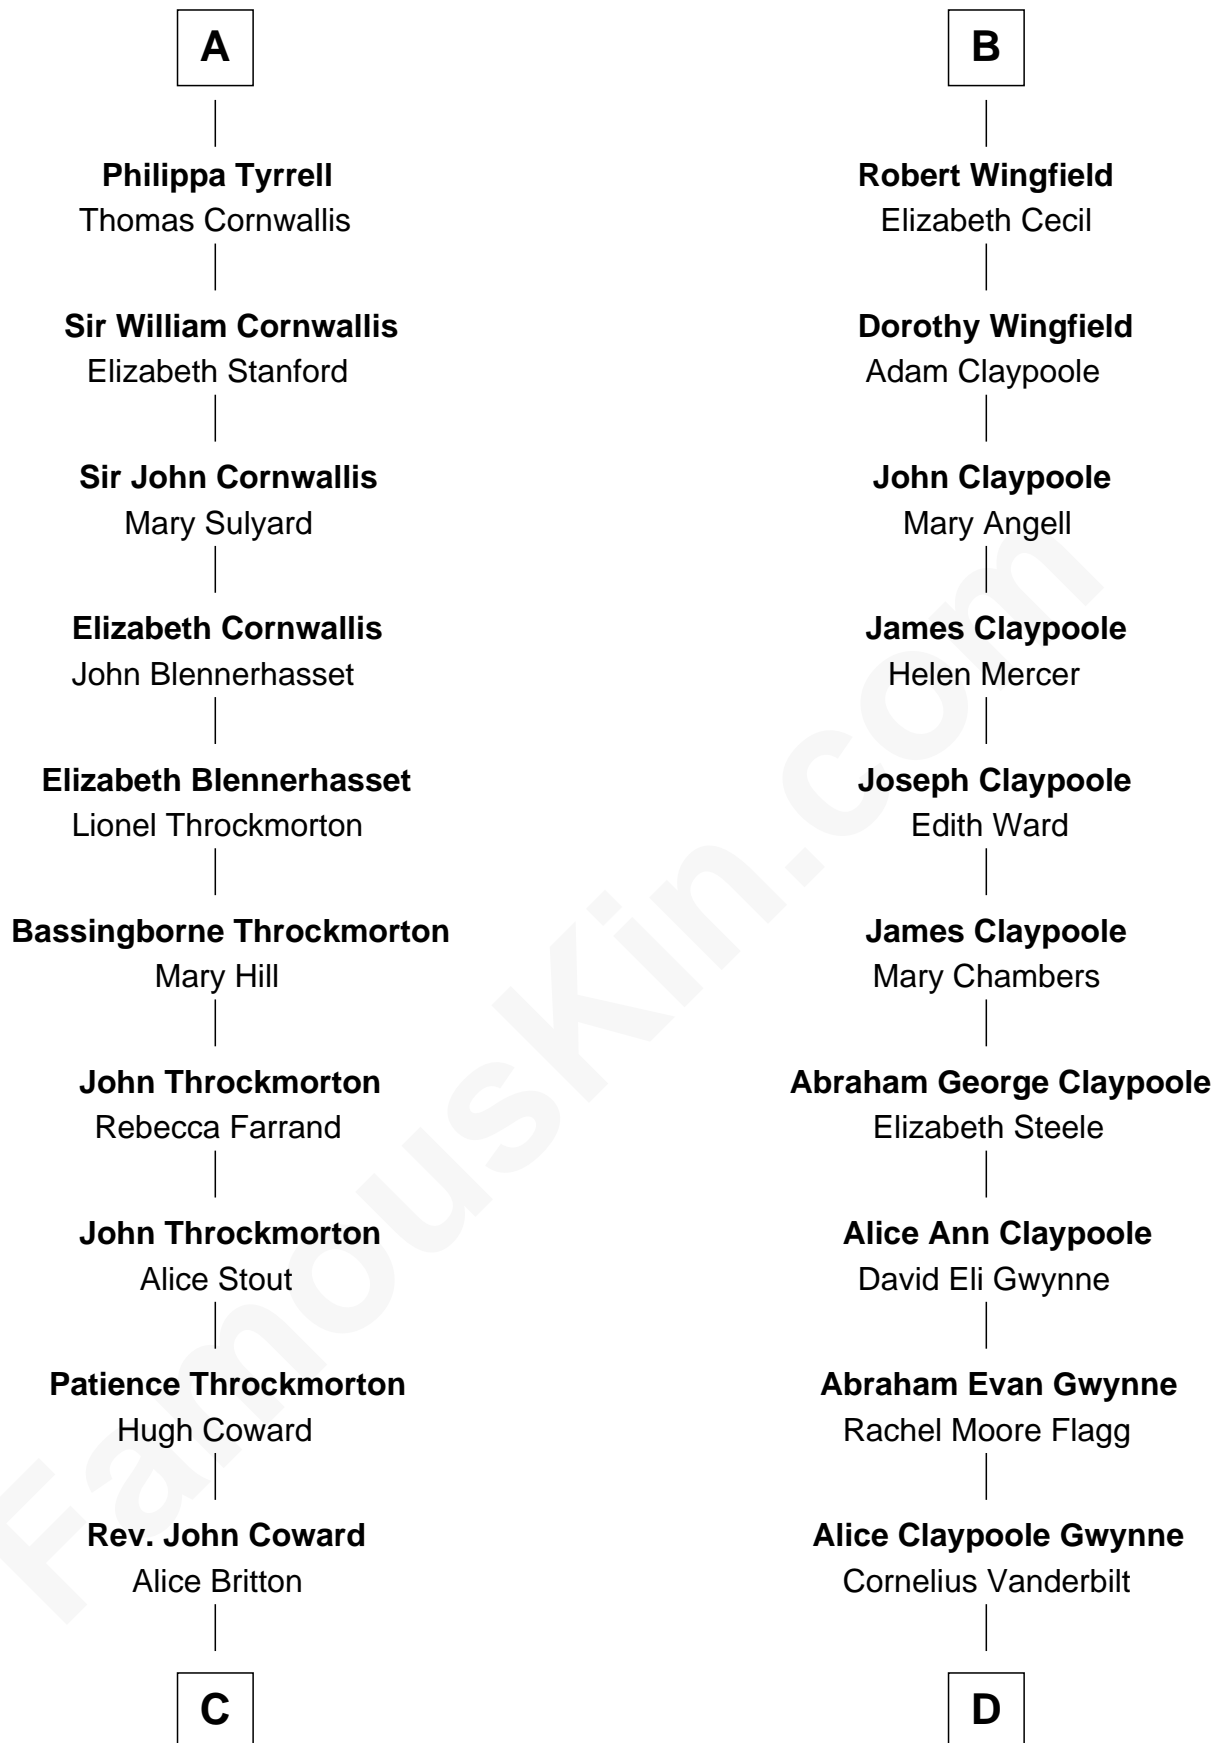 A
Philippa Tyrrell
Thomas Cornwallis
Sir William Cornwallis
Elizabeth Stanford
Sir John Cornwallis
Mary Sulyard
Elizabeth Cornwallis
John Blennerhasset
Elizabeth Blennerhasset
Lionel Throckmorton
Bassingborne Throckmorton
Mary Hill
John Throckmorton
Rebecca Farrand
John Throckmorton
Alice Stout
Patience Throckmorton
Hugh Coward
Rev. John Coward
Alice Britton
C
B
Robert Wingfield
Elizabeth Cecil
Dorothy Wingfield
Adam Claypoole
John Claypoole
Mary Angell
James Claypoole
Helen Mercer
Joseph Claypoole
Edith Ward
James Claypoole
Mary Chambers
Abraham George Claypoole
Elizabeth Steele
Alice Ann Claypoole
David Eli Gwynne
Abraham Evan Gwynne
Rachel Moore Flagg
Alice Claypoole Gwynne
Cornelius Vanderbilt
D
FamousKin.com